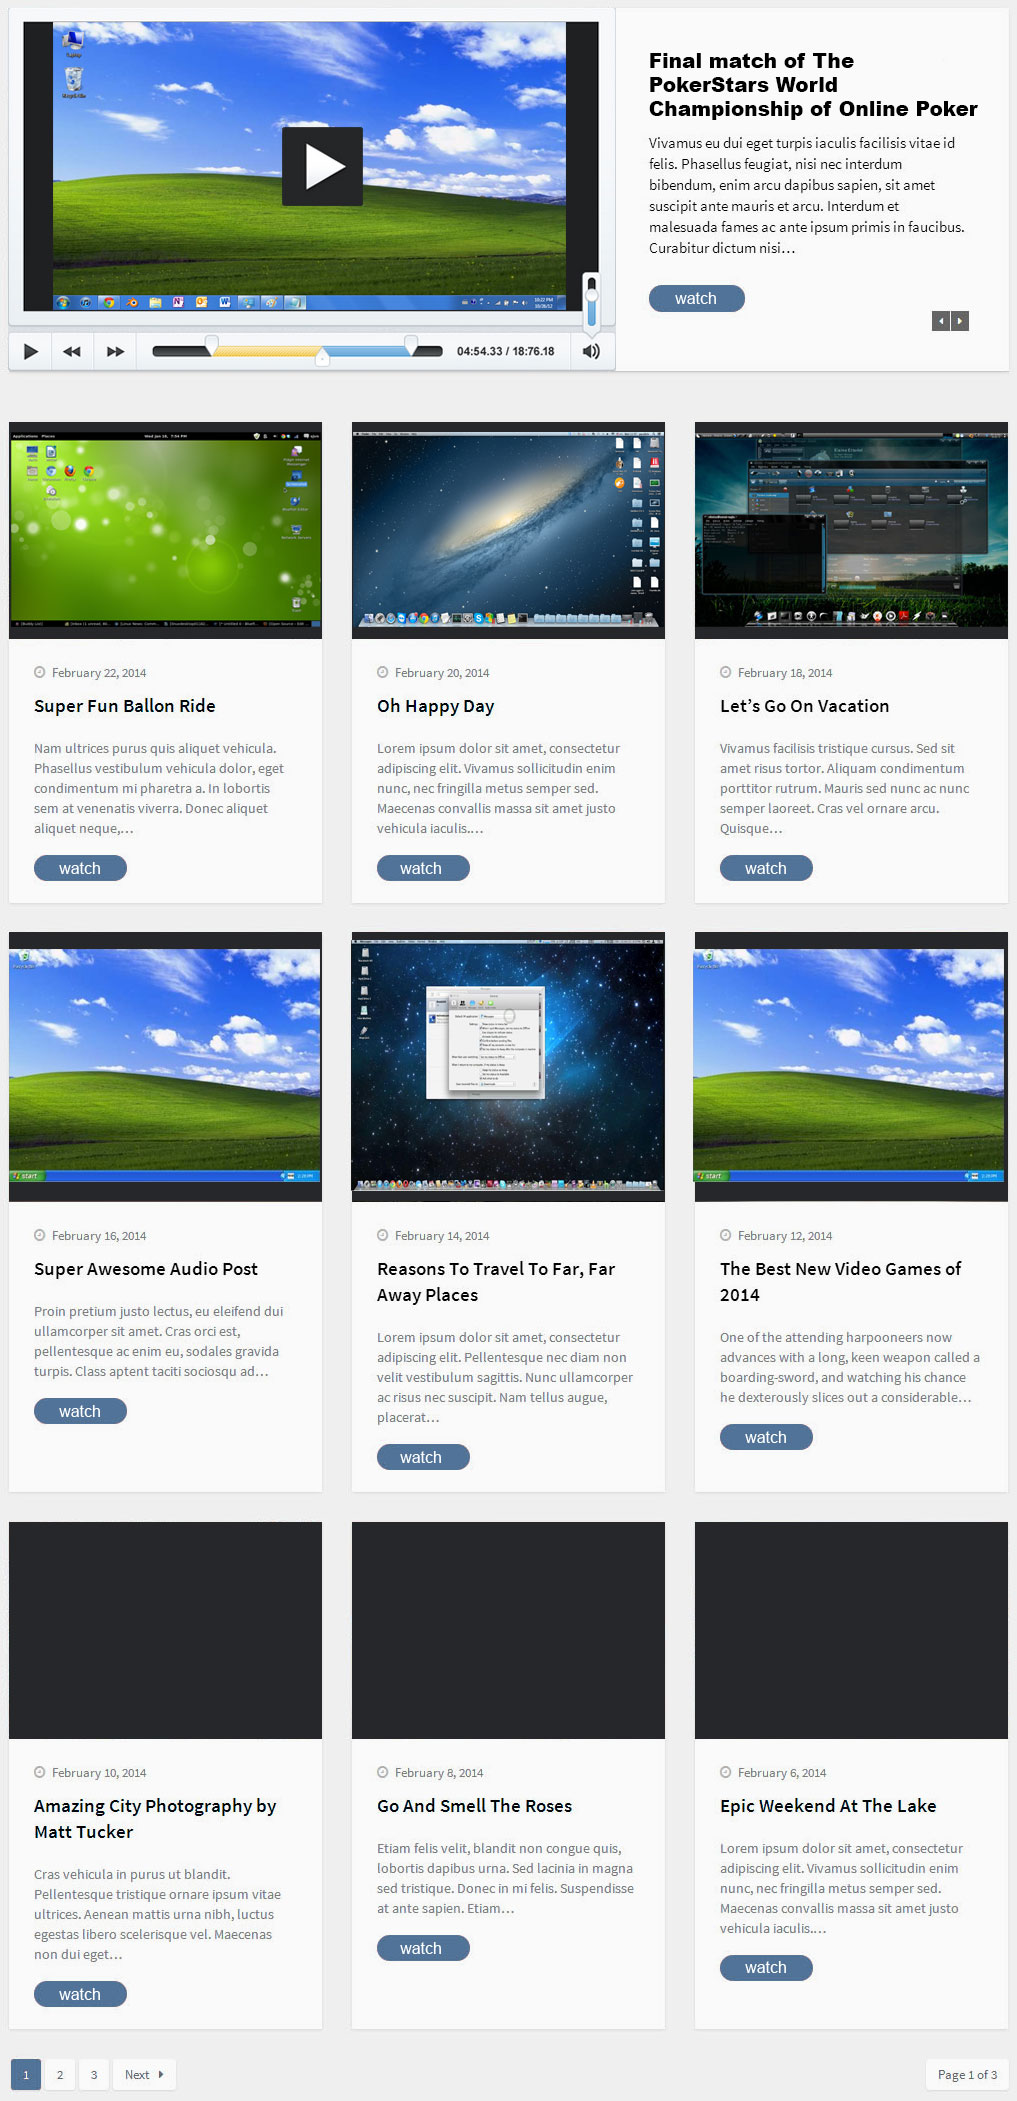 Final match of The
PokerStars World
Championship of Online Poker
Vivamus eu dui eget turpis iaculis facilisis vitae id
felis. Phasellus feugiat, nisi nec interdum
bibendum, enim arcu dapibus sapien, sit amet
suscipit ante mauris et arcu. Interdum et
malesuada fames ac ante ipsum primis in faucibus.
Curabitur dictum nisi…
watch
10:27 PM
04:54.33 / 18:76.18
February 22, 2014
Super Fun Ballon Ride
Nam ultrices purus quis aliquet vehicula.
Phasellus vestibulum vehicula dolor, eget
condimentum mi pharetra a. In lobortis
sem at venenatis viverra. Donec aliquet
aliquet neque,…
watch
February 20, 2014
Oh Happy Day
Lorem ipsum dolor sit amet, consectetur
adipiscing elit. Vivamus sollicitudin enim
nunc, nec fringilla metus semper sed.
Maecenas convallis massa sit amet justo
vehicula iaculis.…
watch
February 18, 2014
Let’s Go On Vacation
Vivamus facilisis tristique cursus. Sed sit
amet risus tortor. Aliquam condimentum
porttitor rutrum. Mauris sed nunc ac nunc
semper laoreet. Cras vel ornare arcu.
Quisque…
watch
start
February 16, 2014
Super Awesome Audio Post
Proin pretium justo lectus, eu eleifend dui
ullamcorper sit amet. Cras orci est,
pellentesque ac enim eu, sodales gravida
turpis. Class aptent taciti sociosqu ad…
watch
February 14, 2014
Reasons To Travel To Far, Far
Away Places
Lorem ipsum dolor sit amet, consectetur
adipiscing elit. Pellentesque nec diam non
velit vestibulum sagittis. Nunc ullamcorper
ac risus nec suscipit. Nam tellus augue,
placerat…
watch
start
February 12, 2014
The Best New Video Games of
2014
One of the attending harpooneers now
advances with a long, keen weapon called a
boarding-sword, and watching his chance
he dexterously slices out a considerable…
watch
February 10, 2014
Amazing City Photography by
Matt Tucker
Cras vehicula in purus ut blandit.
Pellentesque tristique ornare ipsum vitae
ultrices. Aenean mattis urna nibh, luctus
egestas libero scelerisque vel. Maecenas
non dui eget…
watch
February 8, 2014
Go And Smell The Roses
Etiam felis velit, blandit non congue quis,
lobortis dapibus urna. Sed lacinia in magna
sed tristique. Donec in mi felis. Suspendisse
at ante sapien. Etiam…
watch
February 6, 2014
Epic Weekend At The Lake
Lorem ipsum dolor sit amet, consectetur
adipiscing elit. Vivamus sollicitudin enim
nunc, nec fringilla metus semper sed.
Maecenas convallis massa sit amet justo
vehicula iaculis.…
watch
1 2 3 Next
Page 1 of 3